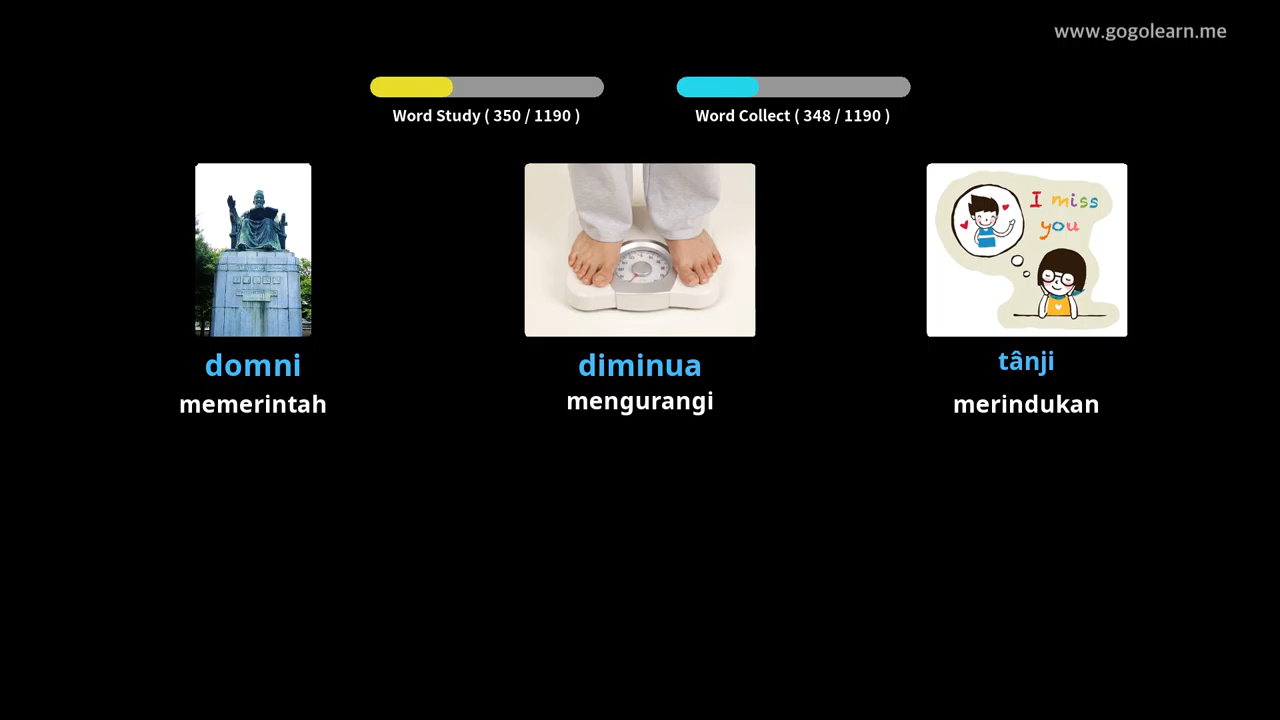 www.gogolearn.me
Word Study ( 350 / 1190 )
Word Collect ( 348 / 1190 )
I miss
you
domni
diminua
tânji
memerintah
mengurangi
merindukan